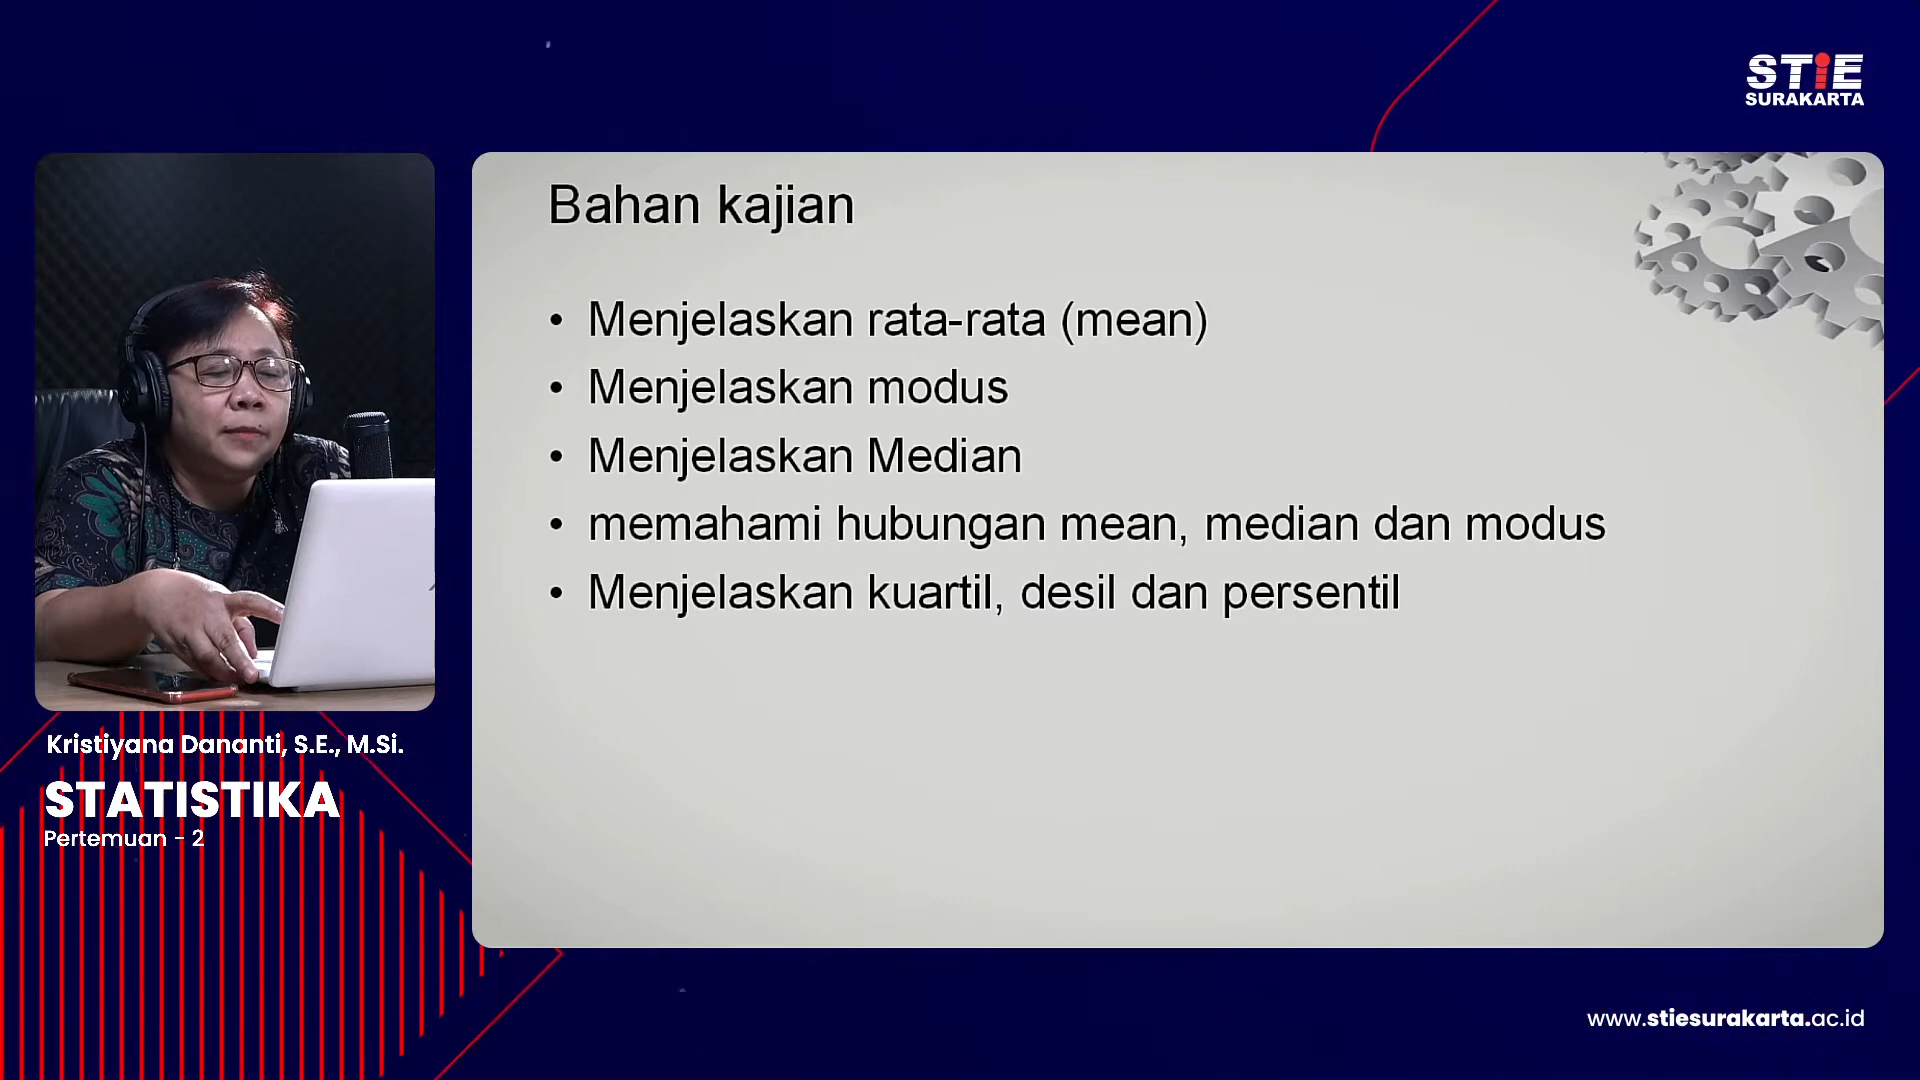 STiE
SURAKARTA
Bahan kajian
• Menjelaskan rata-rata (mean)
• Menjelaskan modus
• Menjelaskan Median
• memahami hubungan mean, median dan modus
• Menjelaskan kuartil, desil dan persentil
Kristiyana Dananti, S.E., M.Si.
STATISTIKA
Pertemuan - 2
www.stiesurakarta.ac.id